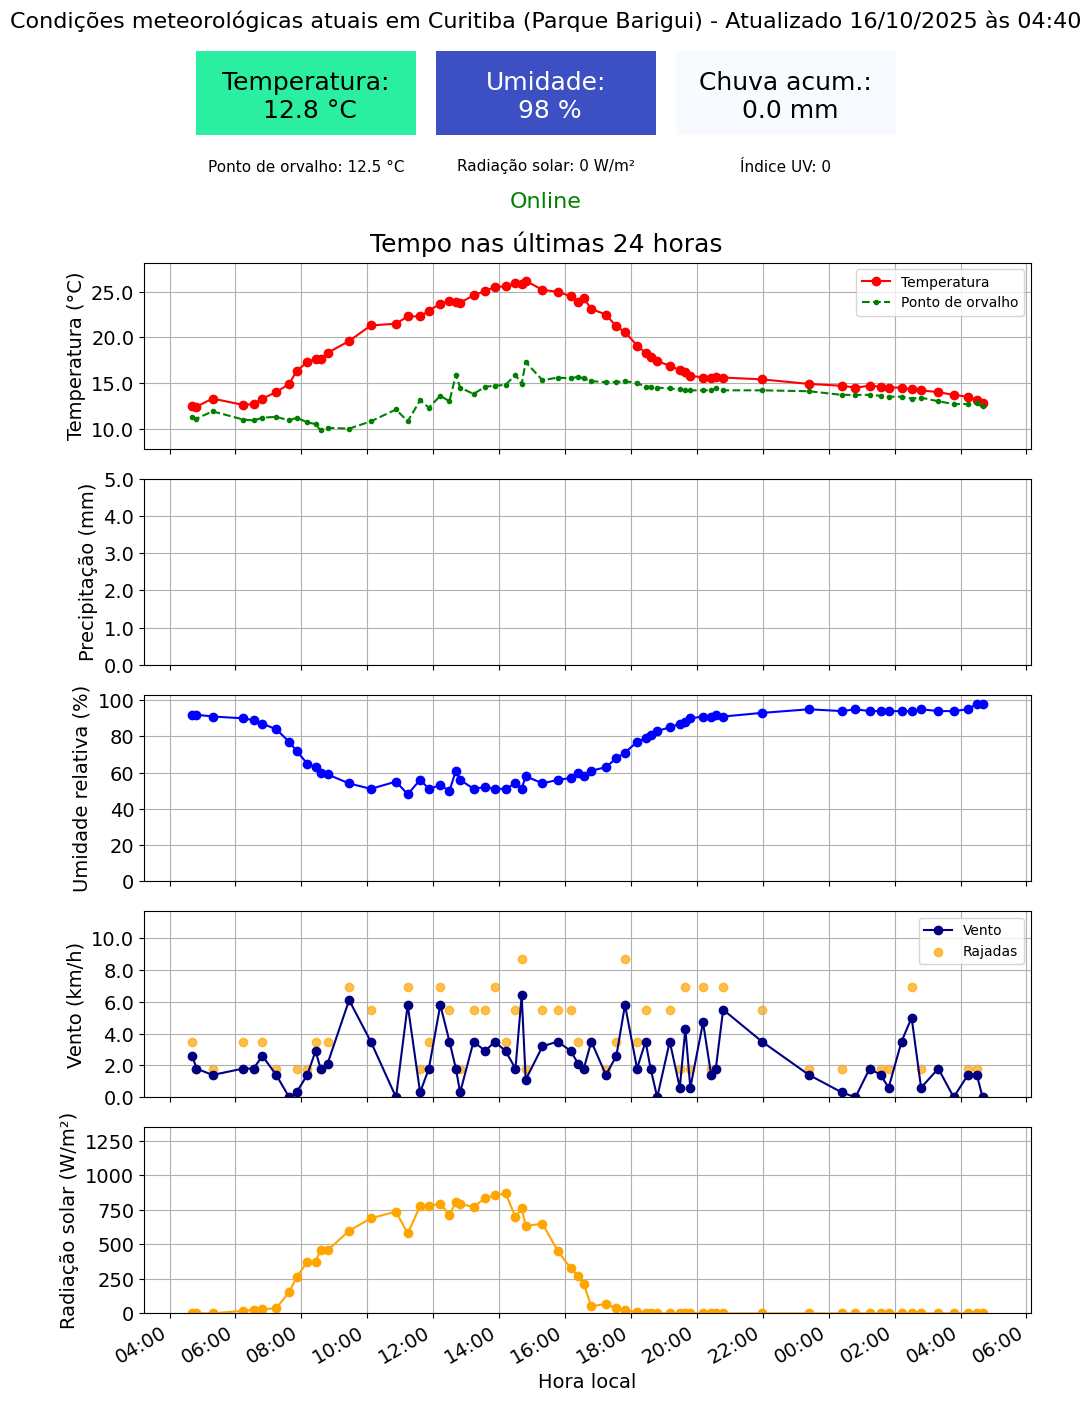 Condições meteorológicas atuais em Curitiba (Parque Barigui) - Atualizado 16/10/2025 às 04:40
Temperatura:
12.8 °C
Umidade:
98 %
Chuva acum.:
0.0 mm
Ponto de orvalho: 12.5 °C
Radiação solar: 0 W/m²
Índice UV: 0
Online
Tempo nas últimas 24 horas
Temperatura (°C)
25.0
20.0
15.0
10.0
Temperatura
Ponto de orvalho
Precipitação (mm)
5.0
4.0
3.0
2.0
1.0
0.0
Umidade relativa (%)
100
80
60
40
20
0
Vento (km/h)
10.0
8.0
6.0
4.0
2.0
0.0
Vento
Rajadas
Radiação solar (W/m²)
1250
1000
750
500
250
0
04:00
06:00
08:00
10:00
12:00
14:00
16:00
18:00
20:00
22:00
00:00
02:00
04:00
06:00
Hora local